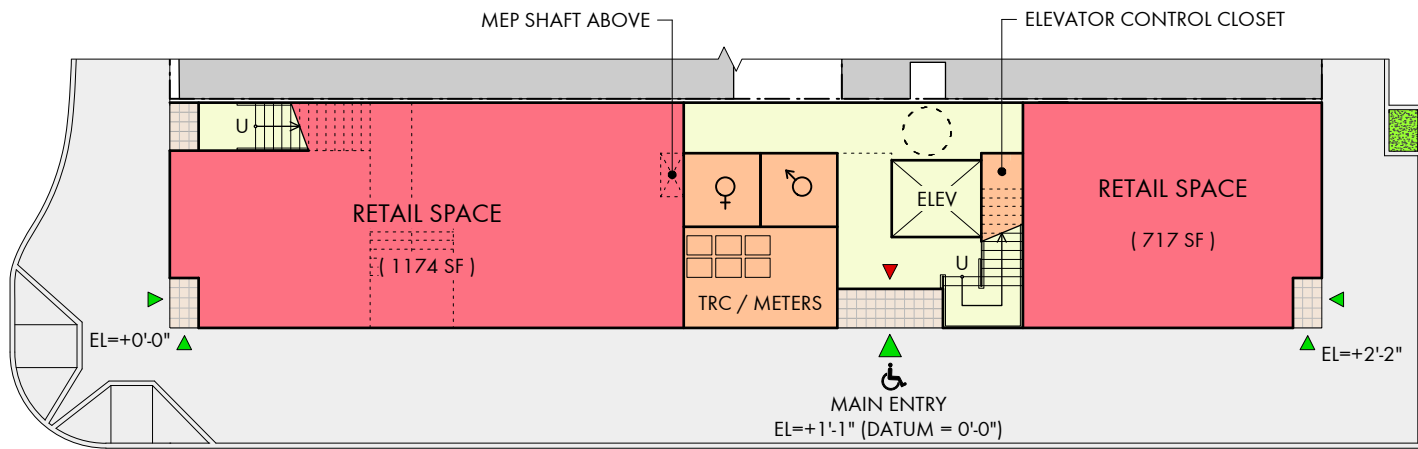 MEP SHAFT ABOVE
ELEVATOR CONTROL CLOSET
U
RETAIL SPACE
( 1174 SF )
ELEV
RETAIL SPACE
( 717 SF )
U
TRC / METERS
EL=+0'-0"
EL=+2'-2"
MAIN ENTRY
EL=+1'-1" (DATUM = 0'-0")